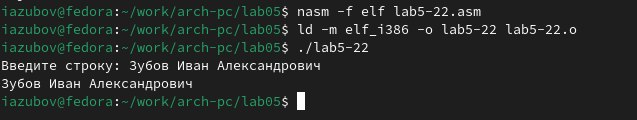 iazubov@fedora:~/work/arch-pc/lab05$ nasm -f elf lab5-22.asm
iazubov@fedora:~/work/arch-pc/lab05$ ld -m elf_i386 -o lab5-22 lab5-22.o
iazubov@fedora:~/work/arch-pc/lab05$ ./lab5-22
Введите строку: Зубов Иван Александрович
Зубов Иван Александрович
iazubov@fedora:~/work/arch-pc/lab05$